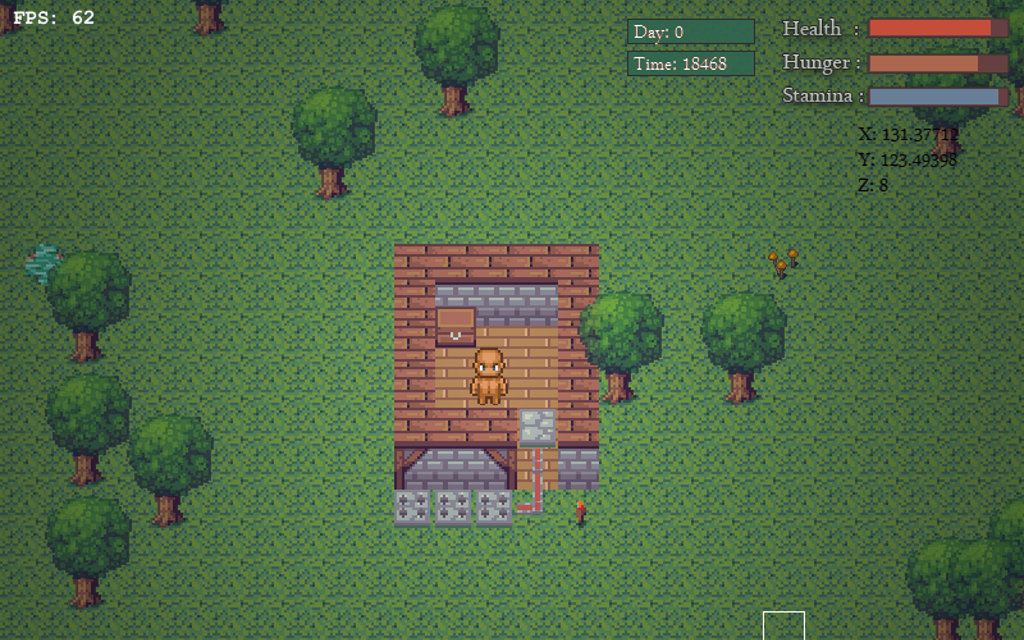 FPS: 62
Day: 0
Time: 18468
Health :
Hunger :
Stamina :
X: 131.37712
Y: 123.49398
Z: 8